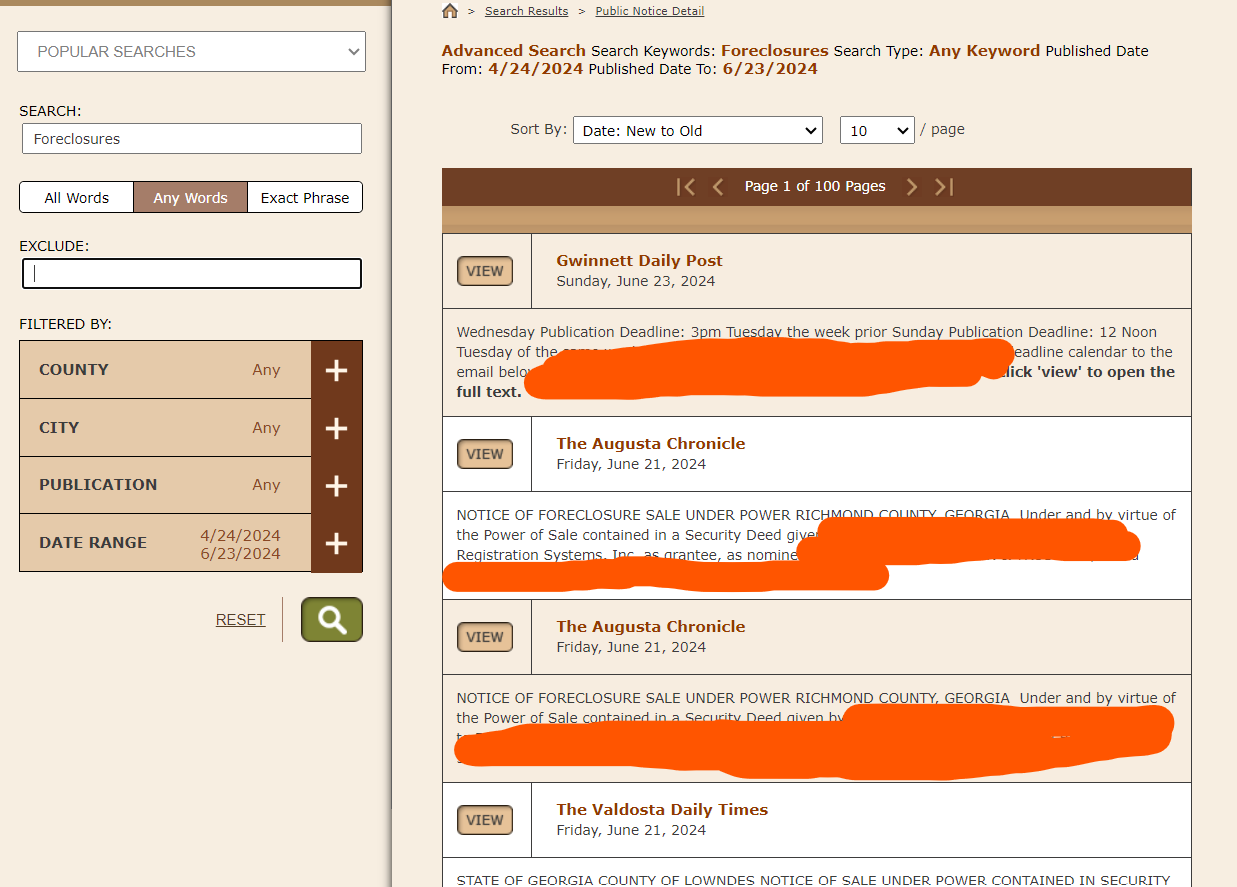 > Search Results > Public Notice Detail
POPULAR SEARCHES
SEARCH:
Foreclosures
All Words Any Words Exact Phrase
EXCLUDE:
FILTERED BY:
COUNTY Any +
CITY Any +
PUBLICATION Any +
DATE RANGE 4/24/2024 +
6/23/2024
RESET
Advanced Search Search Keywords: Foreclosures Search Type: Any Keyword Published Date
From: 4/24/2024 Published Date To: 6/23/2024
Sort By: Date: New to Old 10 / page
Page 1 of 100 Pages
VIEW Gwinnett Daily Post
Sunday, June 23, 2024
Wednesday Publication Deadline: 3pm Tuesday the week prior Sunday Publication Deadline: 12 Noon
Tuesday of the eadline calendar to the
email click 'view' to open the
full text.
VIEW The Augusta Chronicle
Friday, June 21, 2024
NOTICE OF FORECLOSURE SALE UNDER POWER RICHMOND COUNTY, GEORGIA Under and by virtue of
the Power of Sale contained in a Security Deed
Registration Systems, Inc. as grantee, as
VIEW The Augusta Chronicle
Friday, June 21, 2024
NOTICE OF FORECLOSURE SALE UNDER POWER RICHMOND COUNTY, GEORGIA Under and by virtue of
the Power of Sale contained in a Security Deed given by
VIEW The Valdosta Daily Times
Friday, June 21, 2024
STATE OF GEORGIA COUNTY OF LOWNDES NOTICE OF SALE UNDER POWER CONTAINED IN SECURITY